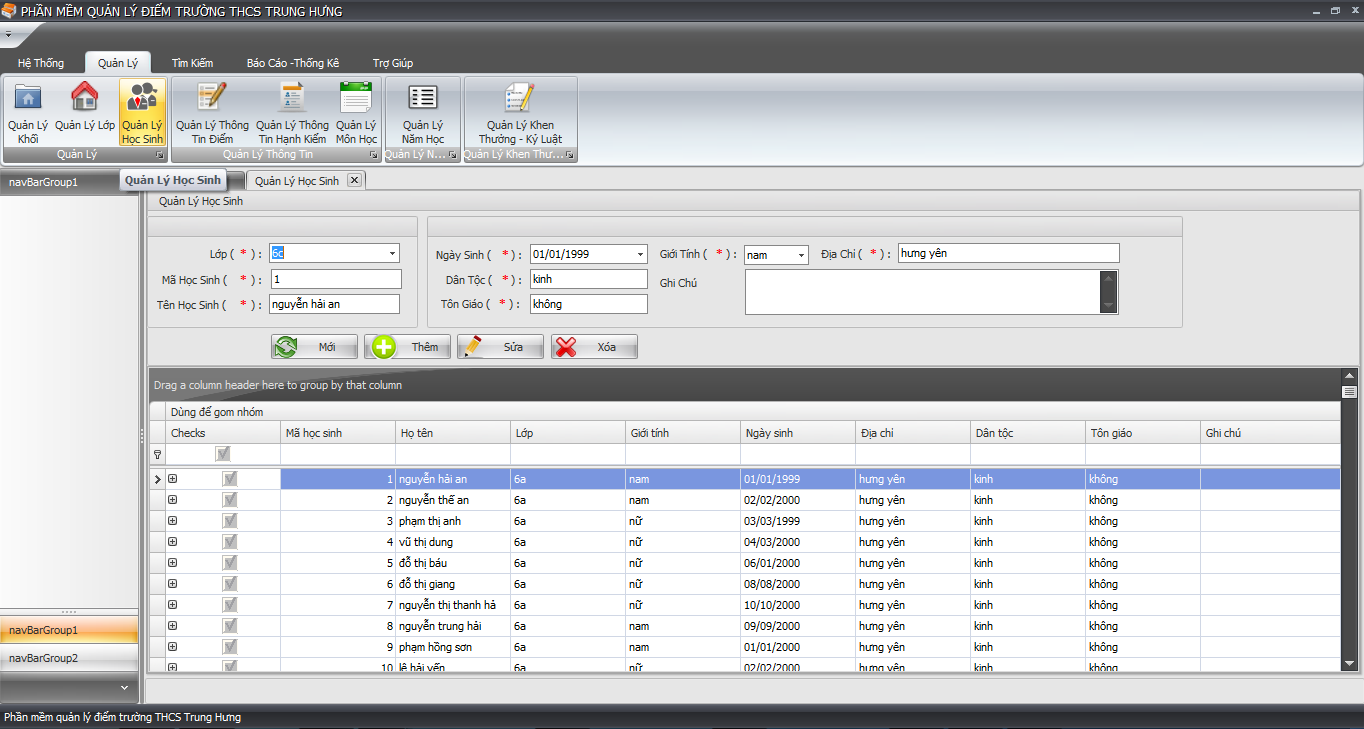 PHẦN MỀM QUẢN LÝ ĐIỂM TRƯỜNG THCS TRUNG HƯNG
Hệ Thống Quản Lý Tìm Kiếm Báo Cáo -Thống Kê Trợ Giúp
Quản Lý Khối Quản Lý Lớp Quản Lý Học Sinh Quản Lý Thông Tin Điểm Quản Lý Thông Tin Hạnh Kiểm Quản Lý Môn Học Quản Lý Năm Học Quản Lý Khen Thưởng - Kỷ Luật
Quản Lý Quản Lý Thông Tin Quản Lý N... Quản Lý Khen Thư...
navBarGroup1 Quản Lý Học Sinh Quản Lý Học Sinh
Quản Lý Học Sinh
Lớp ( * ) : 6c Ngày Sinh ( * ) : 01/01/1999 Giới Tính ( * ) : nam Địa Chỉ ( * ) : hưng yên
Mã Học Sinh ( * ) : 1 Dân Tộc ( * ) : kinh Ghi Chú
Tên Học Sinh ( * ) : nguyễn hải an Tôn Giáo ( * ) : không
Mới Thêm Sửa Xóa
Drag a column header here to group by that column
Dùng để gom nhóm
Checks Mã học sinh Họ tên Lớp Giới tính Ngày sinh Địa chỉ Dân tộc Tôn giáo Ghi chú
1 nguyễn hải an 6a nam 01/01/1999 hưng yên kinh không
2 nguyễn thế an 6a nam 02/02/2000 hưng yên kinh không
3 phạm thị anh 6a nữ 03/03/1999 hưng yên kinh không
4 vũ thị dung 6a nữ 04/03/2000 hưng yên kinh không
5 đỗ thị báu 6a nữ 06/01/2000 hưng yên kinh không
6 đỗ thị giang 6a nữ 08/08/2000 hưng yên kinh không
7 nguyễn thị thanh hà 6a nữ 10/10/2000 hưng yên kinh không
8 nguyễn trung hải 6a nam 09/09/2000 hưng yên kinh không
9 phạm hồng sơn 6a nam 01/01/2000 hưng yên kinh không
10 lê hải yến 6a nữ 02/02/2000 hưng yên kinh không
navBarGroup1
navBarGroup2
Phần mềm quản lý điểm trường THCS Trung Hưng